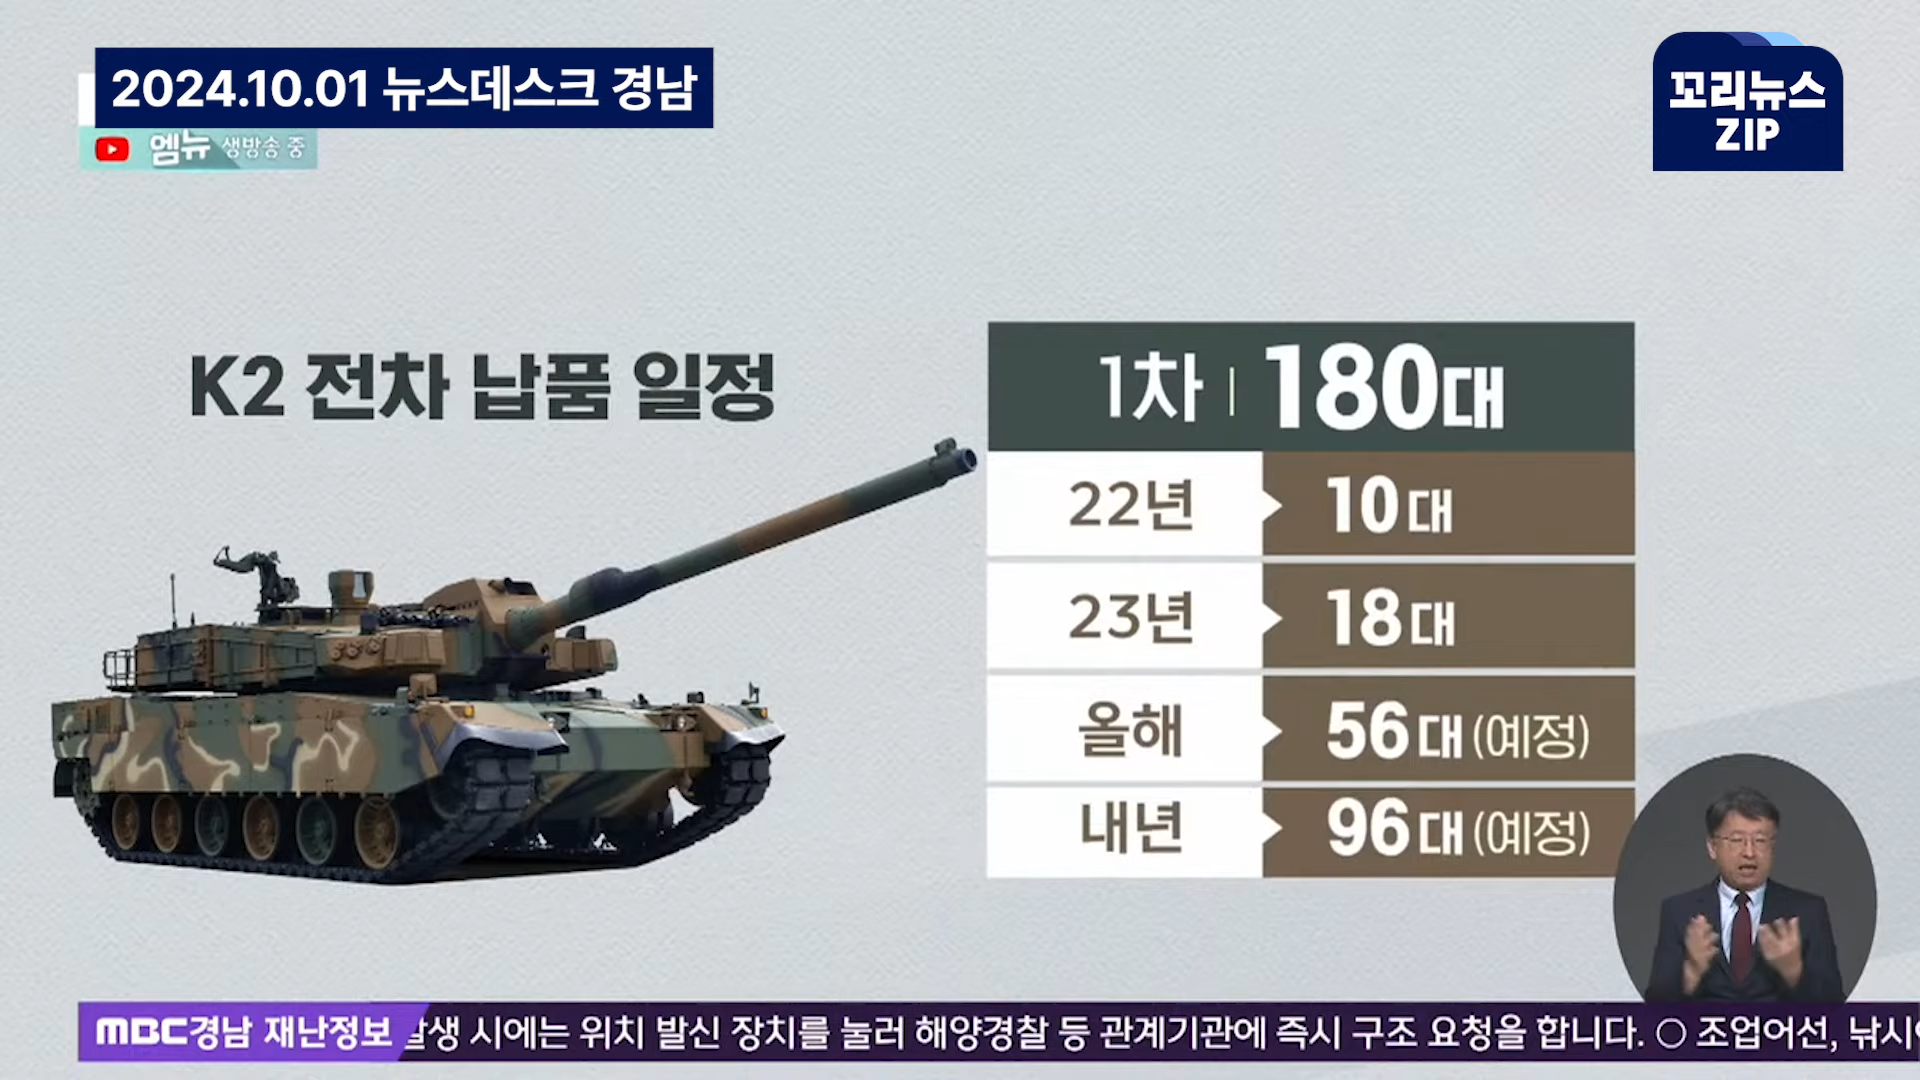 2024.10.01 뉴스데스크 경남
꼬리뉴스
ZIP
엠뉴 생방송 중
K2 전차 납품 일정
1차 180대
22년 10대
23년 18대
올해 56대 (예정)
내년 96대 (예정)
MBC경남 재난정보 발생 시에는 위치 발신 장치를 눌러 해양경찰 등 관계기관에 즉시 구조 요청을 합니다. ○ 조업어선, 낚시